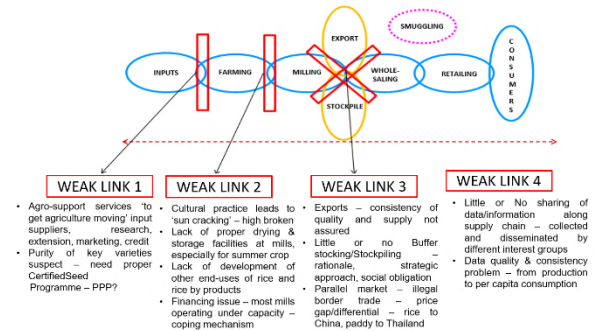 SMUGGLING
EXPORT
INPUTS
FARMING
MILLING
WHOLE-
SALING
RETAILING
CONSUMERS
STOCKPILE
WEAK LINK 1
• Agro-support services ‘to
get agriculture moving’ input
suppliers, research,
extension, marketing, credit
• Purity of key varieties
suspect – need proper
CertifiedSeed
Programme – PPP?
WEAK LINK 2
• Cultural practice leads to
‘sun cracking’ – high broken
• Lack of proper drying &
storage facilities at mills,
especially for summer crop
• Lack of development of
other end-uses of rice and
rice by products
• Financing issue – most mills
operating under capacity –
coping mechanism
WEAK LINK 3
• Exports – consistency of
quality and supply not
assured
• Little or no Buffer
stocking/Stockpiling –
rationale, strategic
approach, social obligation
• Parallel market – illegal
border trade – price
gap/differential – rice to
China, paddy to Thailand
WEAK LINK 4
• Little or No sharing of
data/information along
supply chain – collected
and disseminated by
different interest groups
• Data quality & consistency
problem – from production
to per capita consumption